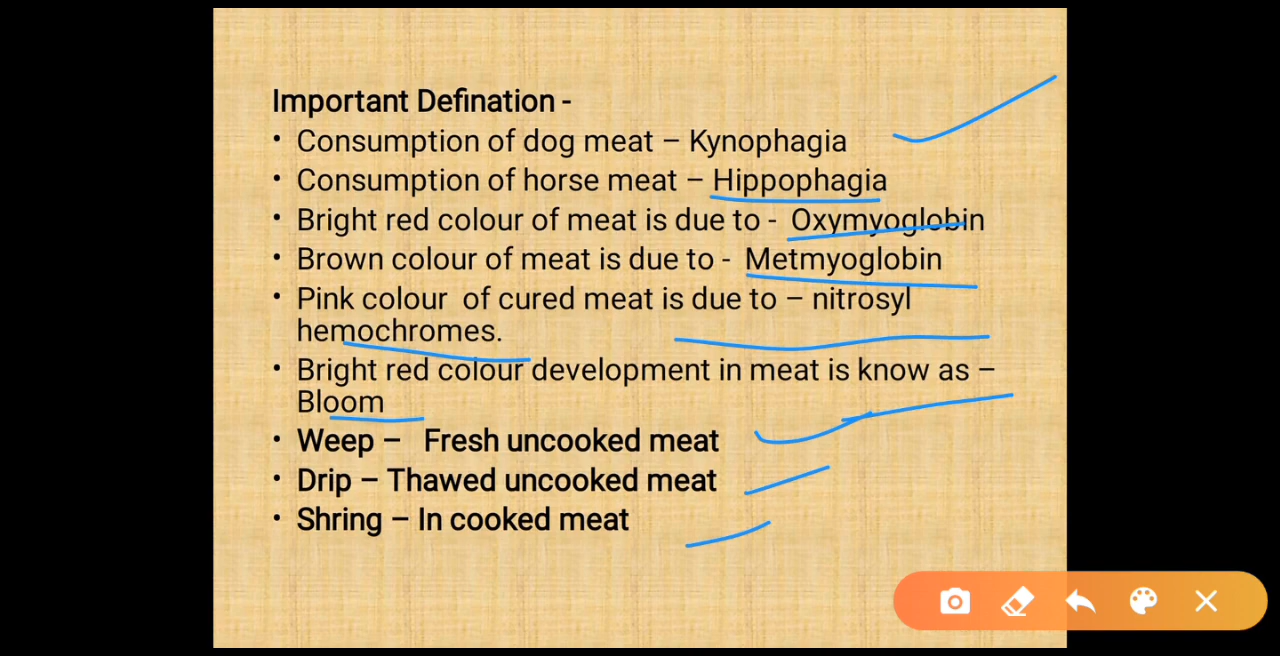 Important Defination -
• Consumption of dog meat – Kynophagia
• Consumption of horse meat – Hippophagia
• Bright red colour of meat is due to - Oxymyoglobin
• Brown colour of meat is due to - Metmyoglobin
• Pink colour of cured meat is due to – nitrosyl
hemochromes.
• Bright red colour development in meat is know as –
Bloom
• Weep – Fresh uncooked meat
• Drip – Thawed uncooked meat
• Shring – In cooked meat